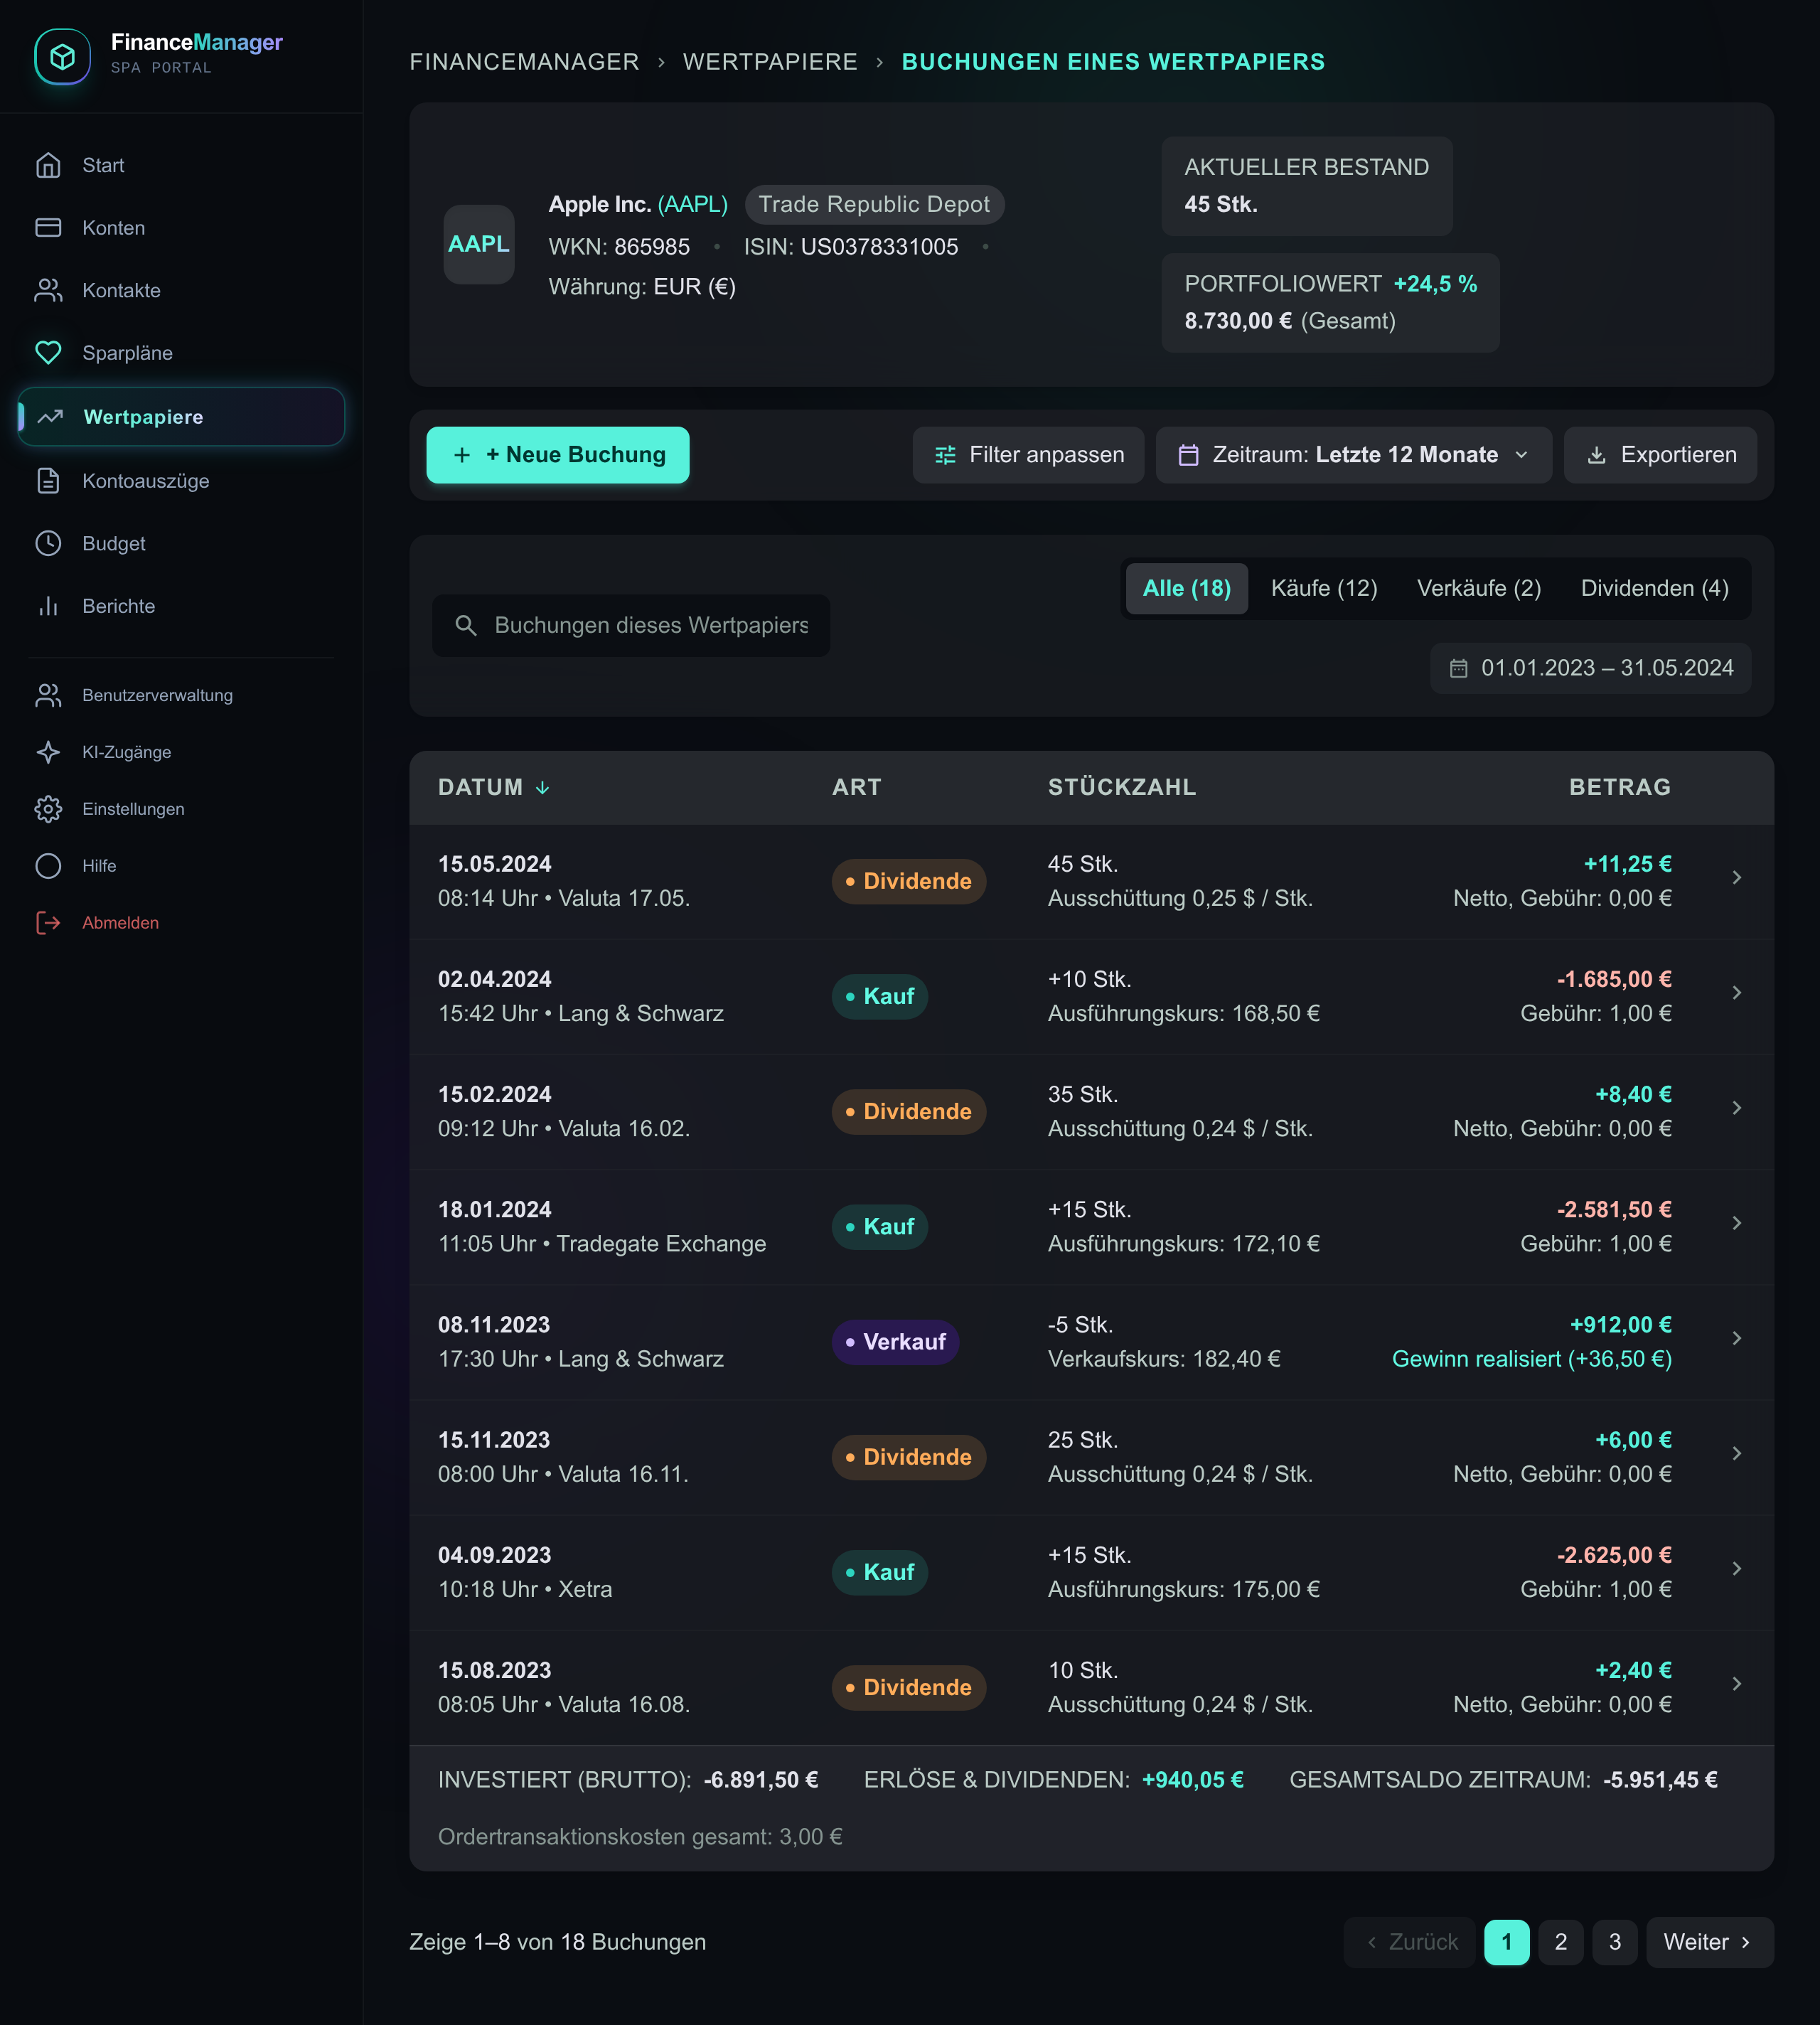 FinanceManager
SPA PORTAL
Start
Konten
Kontakte
Sparpläne
Wertpapiere
Kontoauszüge
Budget
Berichte
Benutzerverwaltung
KI-Zugänge
Einstellungen
Hilfe
Abmelden
FINANCEMANAGER › WERTPAPIERE › BUCHUNGEN EINES WERTPAPIERS
AAPL
Apple Inc. (AAPL) Trade Republic Depot
WKN: 865985 • ISIN: US0378331005 •
Währung: EUR (€)
AKTUELLER BESTAND
45 Stk.
PORTFOLIOWERT +24,5 %
8.730,00 € (Gesamt)
+ Neue Buchung
Filter anpassen
Zeitraum: Letzte 12 Monate
Exportieren
Buchungen dieses Wertpapiers
Alle (18) Käufe (12) Verkäufe (2) Dividenden (4)
01.01.2023 – 31.05.2024
DATUM ↓ ART STÜCKZAHL BETRAG
15.05.2024 Dividende 45 Stk. +11,25 €
08:14 Uhr • Valuta 17.05. Ausschüttung 0,25 $ / Stk. Netto, Gebühr: 0,00 €
02.04.2024 Kauf +10 Stk. -1.685,00 €
15:42 Uhr • Lang & Schwarz Ausführungskurs: 168,50 € Gebühr: 1,00 €
15.02.2024 Dividende 35 Stk. +8,40 €
09:12 Uhr • Valuta 16.02. Ausschüttung 0,24 $ / Stk. Netto, Gebühr: 0,00 €
18.01.2024 Kauf +15 Stk. -2.581,50 €
11:05 Uhr • Tradegate Exchange Ausführungskurs: 172,10 € Gebühr: 1,00 €
08.11.2023 Verkauf -5 Stk. +912,00 €
17:30 Uhr • Lang & Schwarz Verkaufskurs: 182,40 € Gewinn realisiert (+36,50 €)
15.11.2023 Dividende 25 Stk. +6,00 €
08:00 Uhr • Valuta 16.11. Ausschüttung 0,24 $ / Stk. Netto, Gebühr: 0,00 €
04.09.2023 Kauf +15 Stk. -2.625,00 €
10:18 Uhr • Xetra Ausführungskurs: 175,00 € Gebühr: 1,00 €
15.08.2023 Dividende 10 Stk. +2,40 €
08:05 Uhr • Valuta 16.08. Ausschüttung 0,24 $ / Stk. Netto, Gebühr: 0,00 €
INVESTIERT (BRUTTO): -6.891,50 € ERLÖSE & DIVIDENDEN: +940,05 € GESAMTSALDO ZEITRAUM: -5.951,45 €
Ordertransaktionskosten gesamt: 3,00 €
Zeige 1–8 von 18 Buchungen
‹ Zurück 1 2 3 Weiter ›